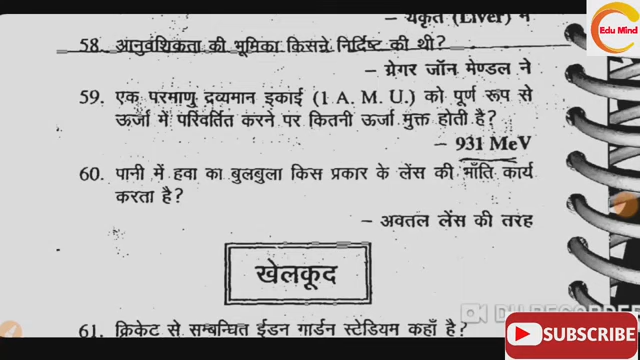 – यकृत (Liver) में
Edu Mind
58. आनुवंशिकता की भूमिका किसने निर्दिष्ट की थी?
– ग्रेगर जॉन मेण्डल ने
59. एक परमाणु द्रव्यमान इकाई (1 A. M. U.) को पूर्ण रूप से
ऊर्जा में परिवर्तित करने पर कितनी ऊर्जा मुक्त होती है?
– 931 MeV
60. पानी में हवा का बुलबुला किस प्रकार के लेंस की भाँति कार्य
करता है?
– अवतल लेंस की तरह
खेलकूद
61. क्रिकेट से सम्बन्धित ईडन गार्डन स्टेडियम कहाँ है?
SUBSCRIBE